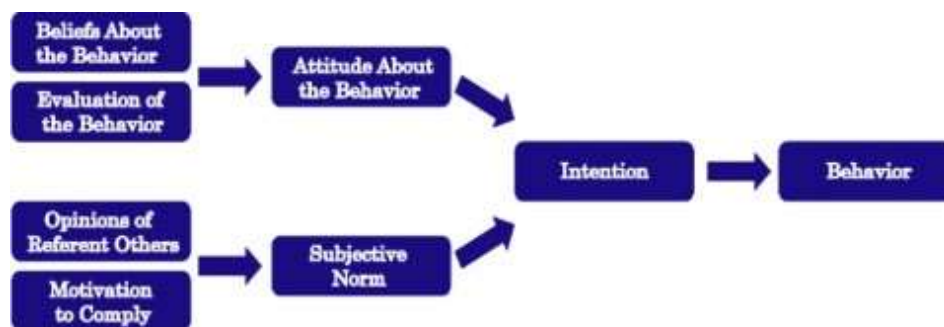 Beliefs About
the Behavior
Evaluation of
the Behavior
Attitude About
the Behavior
Opinions of
Referent Others
Motivation
to Comply
Subjective
Norm
Intention
Behavior